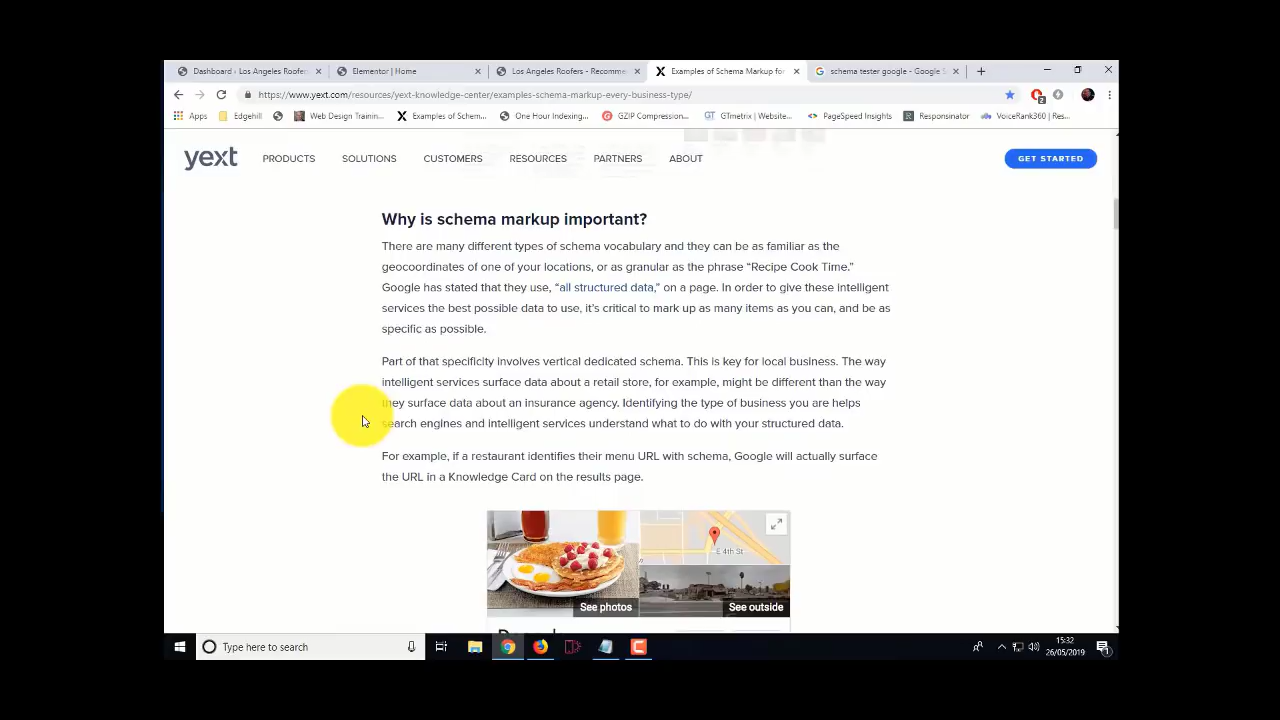 Dashboard ‹ Los Angeles Roofer
Elementor | Home
Los Angeles Roofers - Recomme
Examples of Schema Markup for
schema tester google - Google S
https://www.yext.com/resources/yext-knowledge-center/examples-schema-markup-every-business-type/
Apps
Edgehill
Web Design Trainin...
Examples of Schem...
One Hour Indexing...
GZIP Compression...
GTmetrix | Website...
PageSpeed Insights
Responsinator
VoiceRank360 | Res...
yext
PRODUCTS
SOLUTIONS
CUSTOMERS
RESOURCES
PARTNERS
ABOUT
GET STARTED
Why is schema markup important?
There are many different types of schema vocabulary and they can be as familiar as the
geocoordinates of one of your locations, or as granular as the phrase “Recipe Cook Time.”
Google has stated that they use, “all structured data,” on a page. In order to give these intelligent
services the best possible data to use, it’s critical to mark up as many items as you can, and be as
specific as possible.
Part of that specificity involves vertical dedicated schema. This is key for local business. The way
intelligent services surface data about a retail store, for example, might be different than the way
they surface data about an insurance agency. Identifying the type of business you are helps
search engines and intelligent services understand what to do with your structured data.
For example, if a restaurant identifies their menu URL with schema, Google will actually surface
the URL in a Knowledge Card on the results page.
E 4th St
See photos
See outside
Type here to search
15:32
26/05/2019